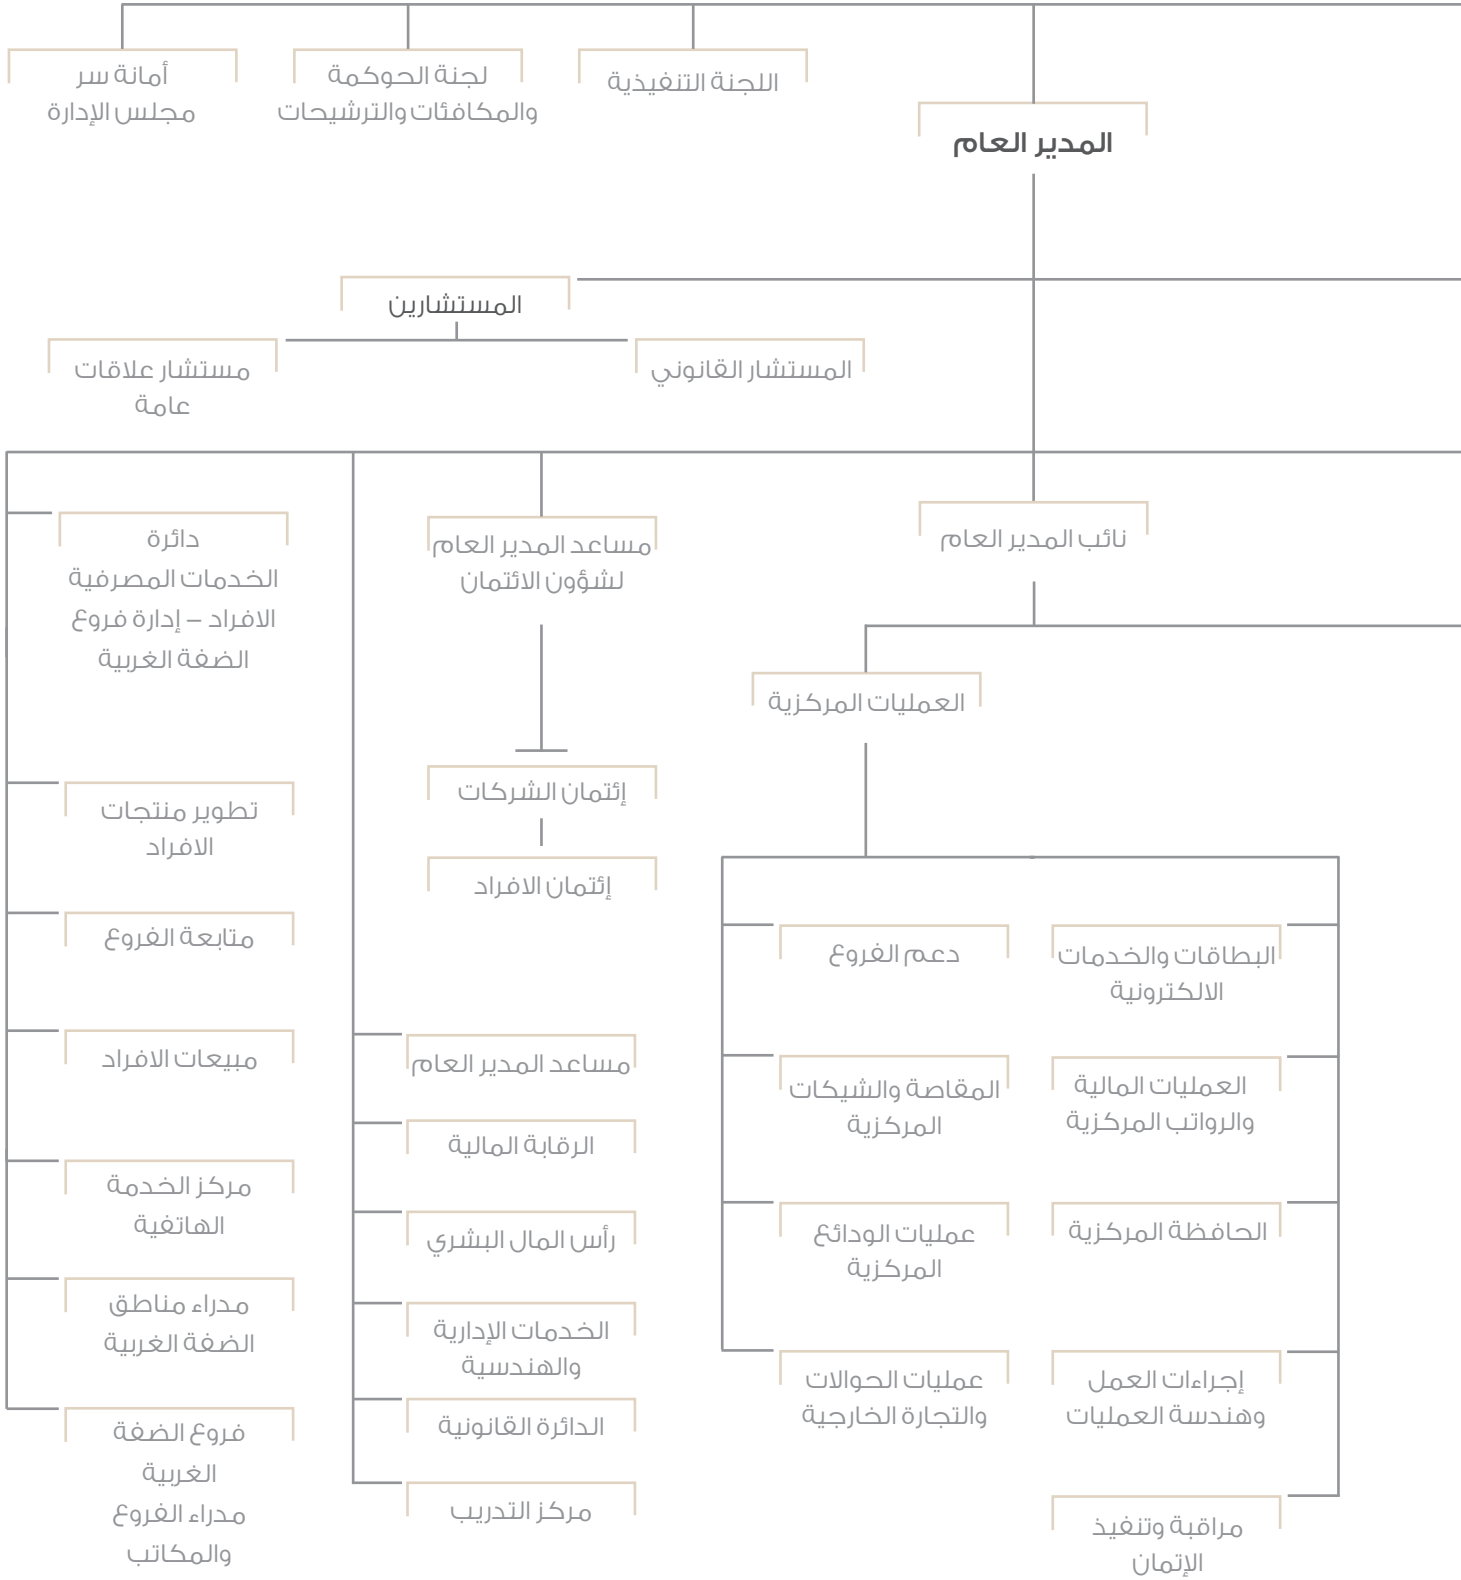 اللجنة التنفيذية
لجنة الحوكمة
والمكافئات والترشيحات
أمانة سر
مجلس الإدارة
المدير العام
المستشارين
المستشار القانوني
مستشار علاقات
عامة
نائب المدير العام
العمليات المركزية
البطاقات والخدمات
الالكترونية
العمليات المالية
والرواتب المركزية
الحافظة المركزية
إجراءات العمل
وهندسة العمليات
مراقبة وتنفيذ
الإتمان
دعم الفروع
المقاصة والشيكات
المركزية
عمليات الودائع
المركزية
عمليات الحوالات
والتجارة الخارجية
مساعد المدير العام
لشؤون الائتمان
إئتمان الشركات
إئتمان الافراد
مساعد المدير العام
الرقابة المالية
رأس المال البشري
الخدمات الإدارية
والهندسية
الدائرة القانونية
مركز التدريب
دائرة
الخدمات المصرفية
الافراد – إدارة فروع
الضفة الغربية
تطوير منتجات
الافراد
متابعة الفروع
مبيعات الافراد
مركز الخدمة
الهاتفية
مدراء مناطق
الضفة الغربية
فروع الضفة
الغربية
مدراء الفروع
والمكاتب